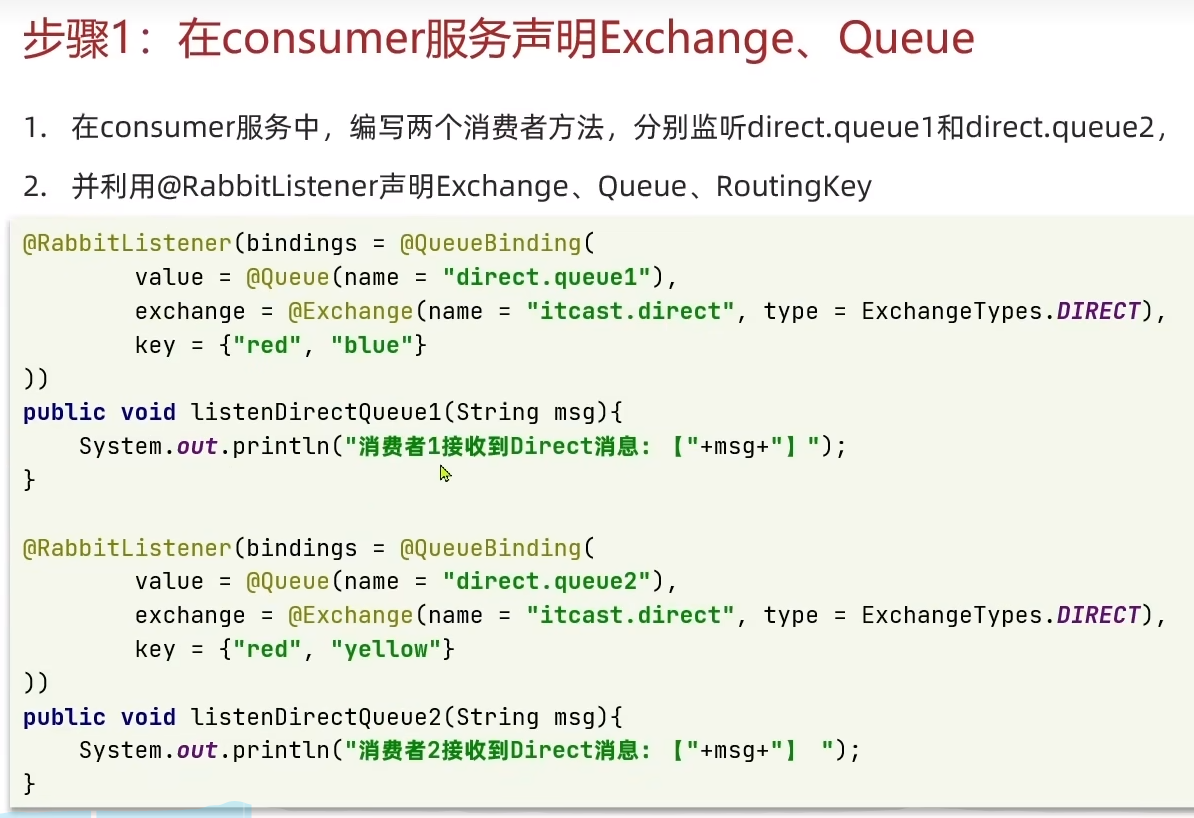 步骤1：在consumer服务声明Exchange、Queue
1. 在consumer服务中，编写两个消费者方法，分别监听direct.queue1和direct.queue2，
2. 并利用@RabbitListener声明Exchange、Queue、RoutingKey
@RabbitListener(bindings = @QueueBinding(
        value = @Queue(name = "direct.queue1"),
        exchange = @Exchange(name = "itcast.direct", type = ExchangeTypes.DIRECT),
        key = {"red", "blue"}
))
public void listenDirectQueue1(String msg){
    System.out.println("消费者1接收到Direct消息：【"+msg+"】");
}
@RabbitListener(bindings = @QueueBinding(
        value = @Queue(name = "direct.queue2"),
        exchange = @Exchange(name = "itcast.direct", type = ExchangeTypes.DIRECT),
        key = {"red", "yellow"}
))
public void listenDirectQueue2(String msg){
    System.out.println("消费者2接收到Direct消息：【"+msg+"】 ");
}